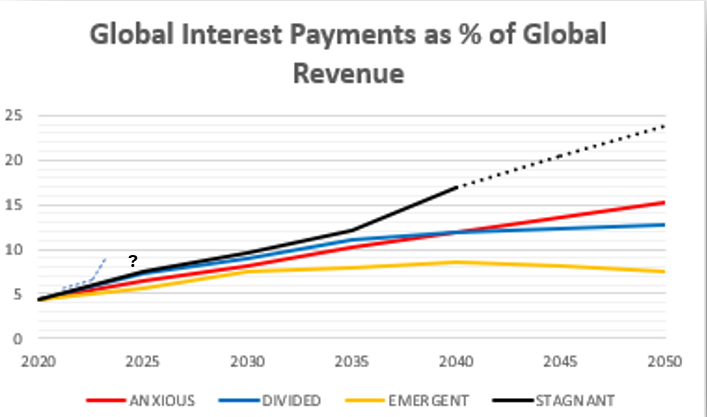 Global Interest Payments as % of Global
Revenue
25
20
15
10
5
0
?
2020 2025 2030 2035 2040 2045 2050
ANXIOUS DIVIDED EMERGENT STAGNANT